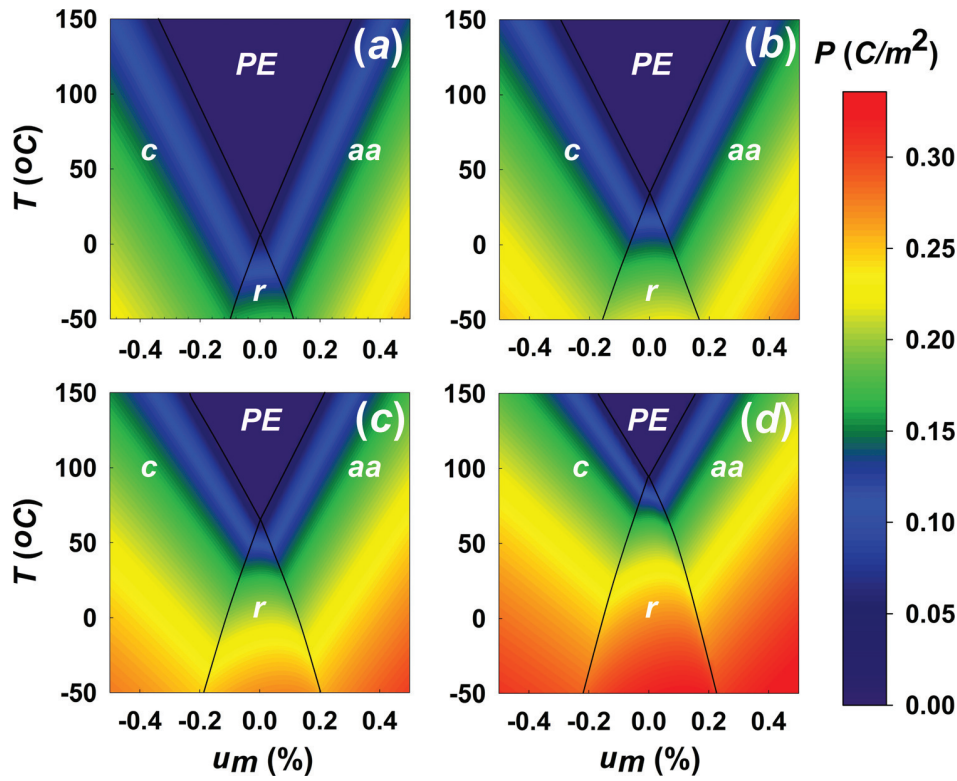 (a)
PE
c
aa
r
150
100
50
0
-50
-0.4 -0.2 0.0 0.2 0.4
T (oC)
(b)
PE
c
aa
r
150
100
50
0
-50
-0.4 -0.2 0.0 0.2 0.4
P (C/m²)
0.30
0.25
0.20
0.15
0.10
0.05
0.00
(c)
PE
c
aa
r
150
100
50
0
-50
-0.4 -0.2 0.0 0.2 0.4
T (oC)
um (%)
(d)
PE
c
aa
r
150
100
50
0
-50
-0.4 -0.2 0.0 0.2 0.4
um (%)